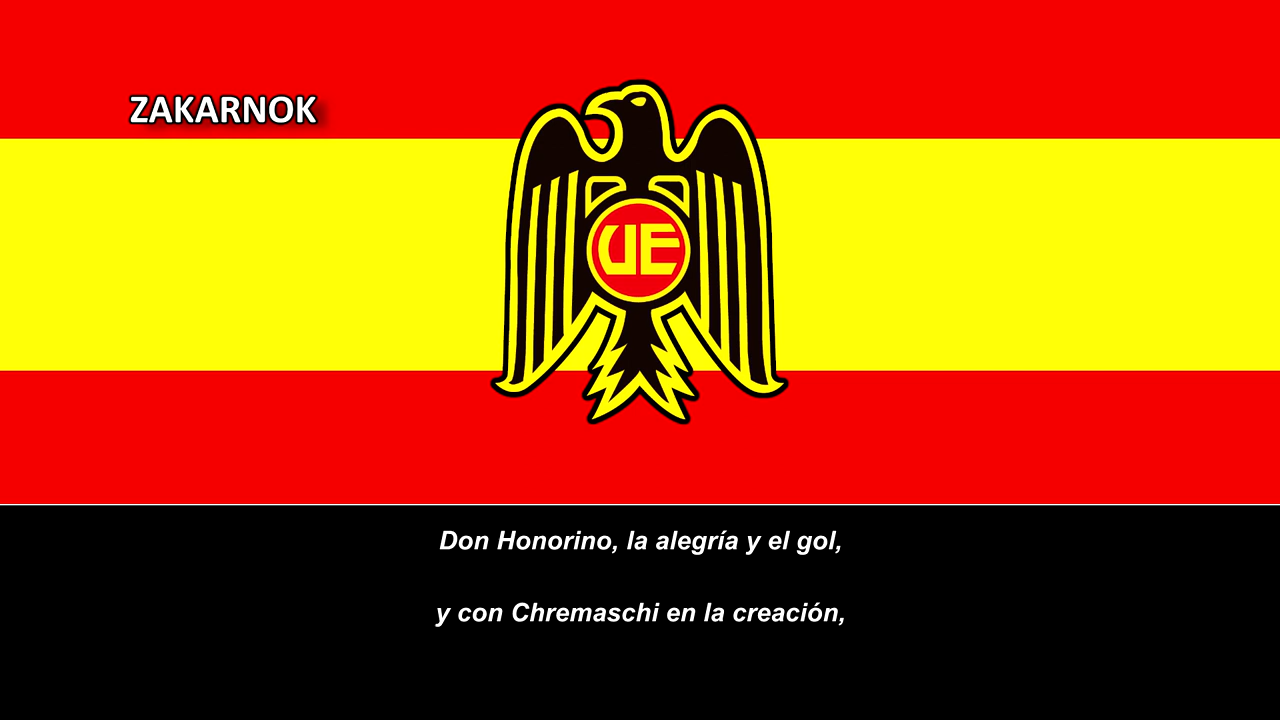 ZAKARNOK
UE
Don Honorino, la alegría y el gol,
y con Chremaschi en la creación,